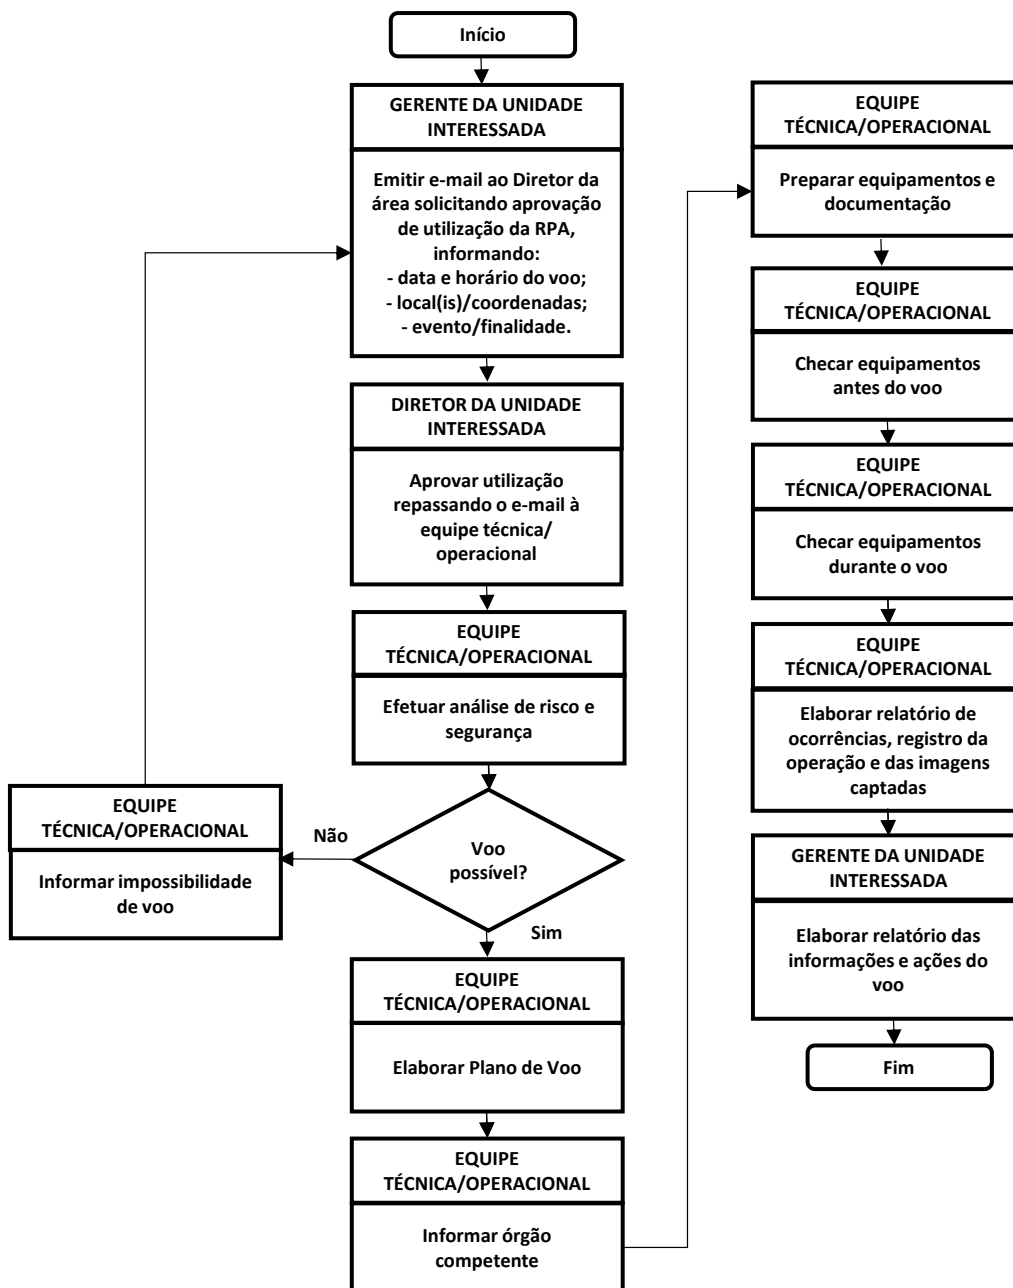 Início
GERENTE DA UNIDADE
INTERESSADA
Emitir e-mail ao Diretor da
área solicitando aprovação
de utilização da RPA,
informando:
- data e horário do voo;
- local(is)/coordenadas;
- evento/finalidade.
DIRETOR DA UNIDADE
INTERESSADA
Aprovar utilização
repassando o e-mail à
equipe técnica/
operacional
EQUIPE
TÉCNICA/OPERACIONAL
Efetuar análise de risco e
segurança
Voo
possível?
Não
EQUIPE
TÉCNICA/OPERACIONAL
Informar impossibilidade
de voo
Sim
EQUIPE
TÉCNICA/OPERACIONAL
Elaborar Plano de Voo
EQUIPE
TÉCNICA/OPERACIONAL
Informar órgão
competente
EQUIPE
TÉCNICA/OPERACIONAL
Preparar equipamentos e
documentação
EQUIPE
TÉCNICA/OPERACIONAL
Checar equipamentos
antes do voo
EQUIPE
TÉCNICA/OPERACIONAL
Checar equipamentos
durante o voo
EQUIPE
TÉCNICA/OPERACIONAL
Elaborar relatório de
ocorrências, registro da
operação e das imagens
captadas
GERENTE DA UNIDADE
INTERESSADA
Elaborar relatório das
informações e ações do
voo
Fim